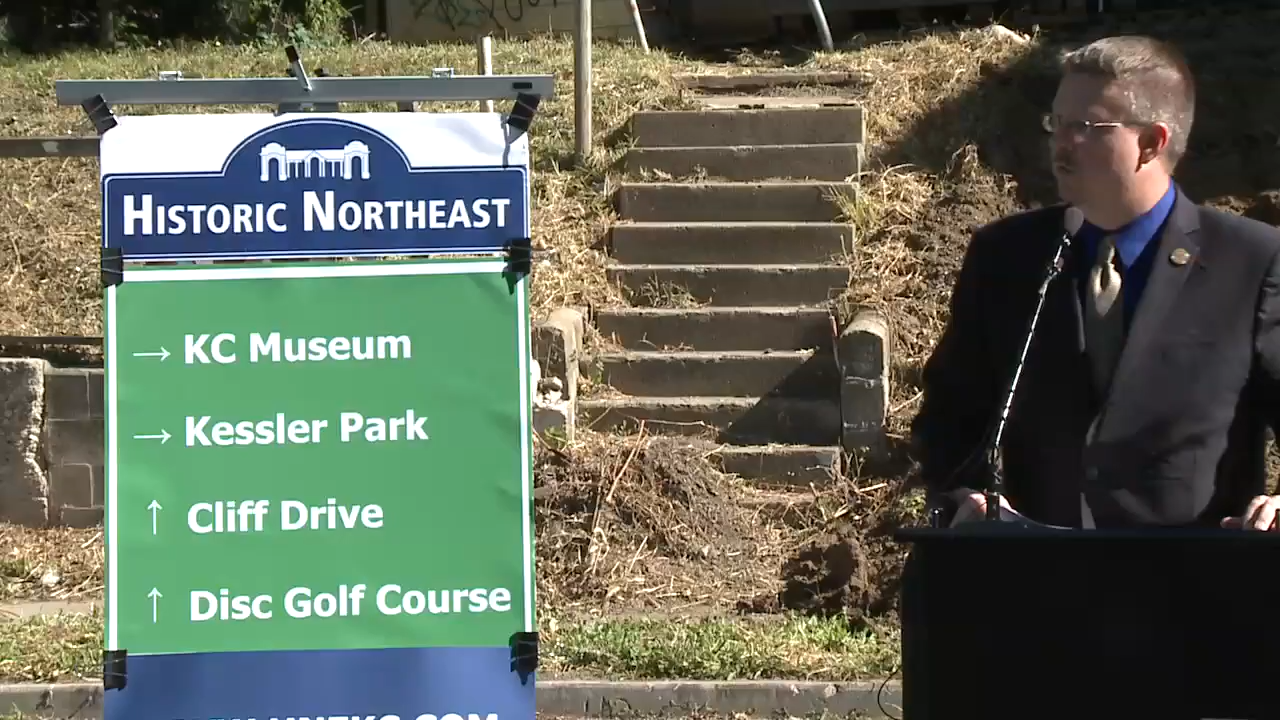 HISTORIC NORTHEAST
→ KC Museum
→ Kessler Park
↑ Cliff Drive
↑ Disc Golf Course